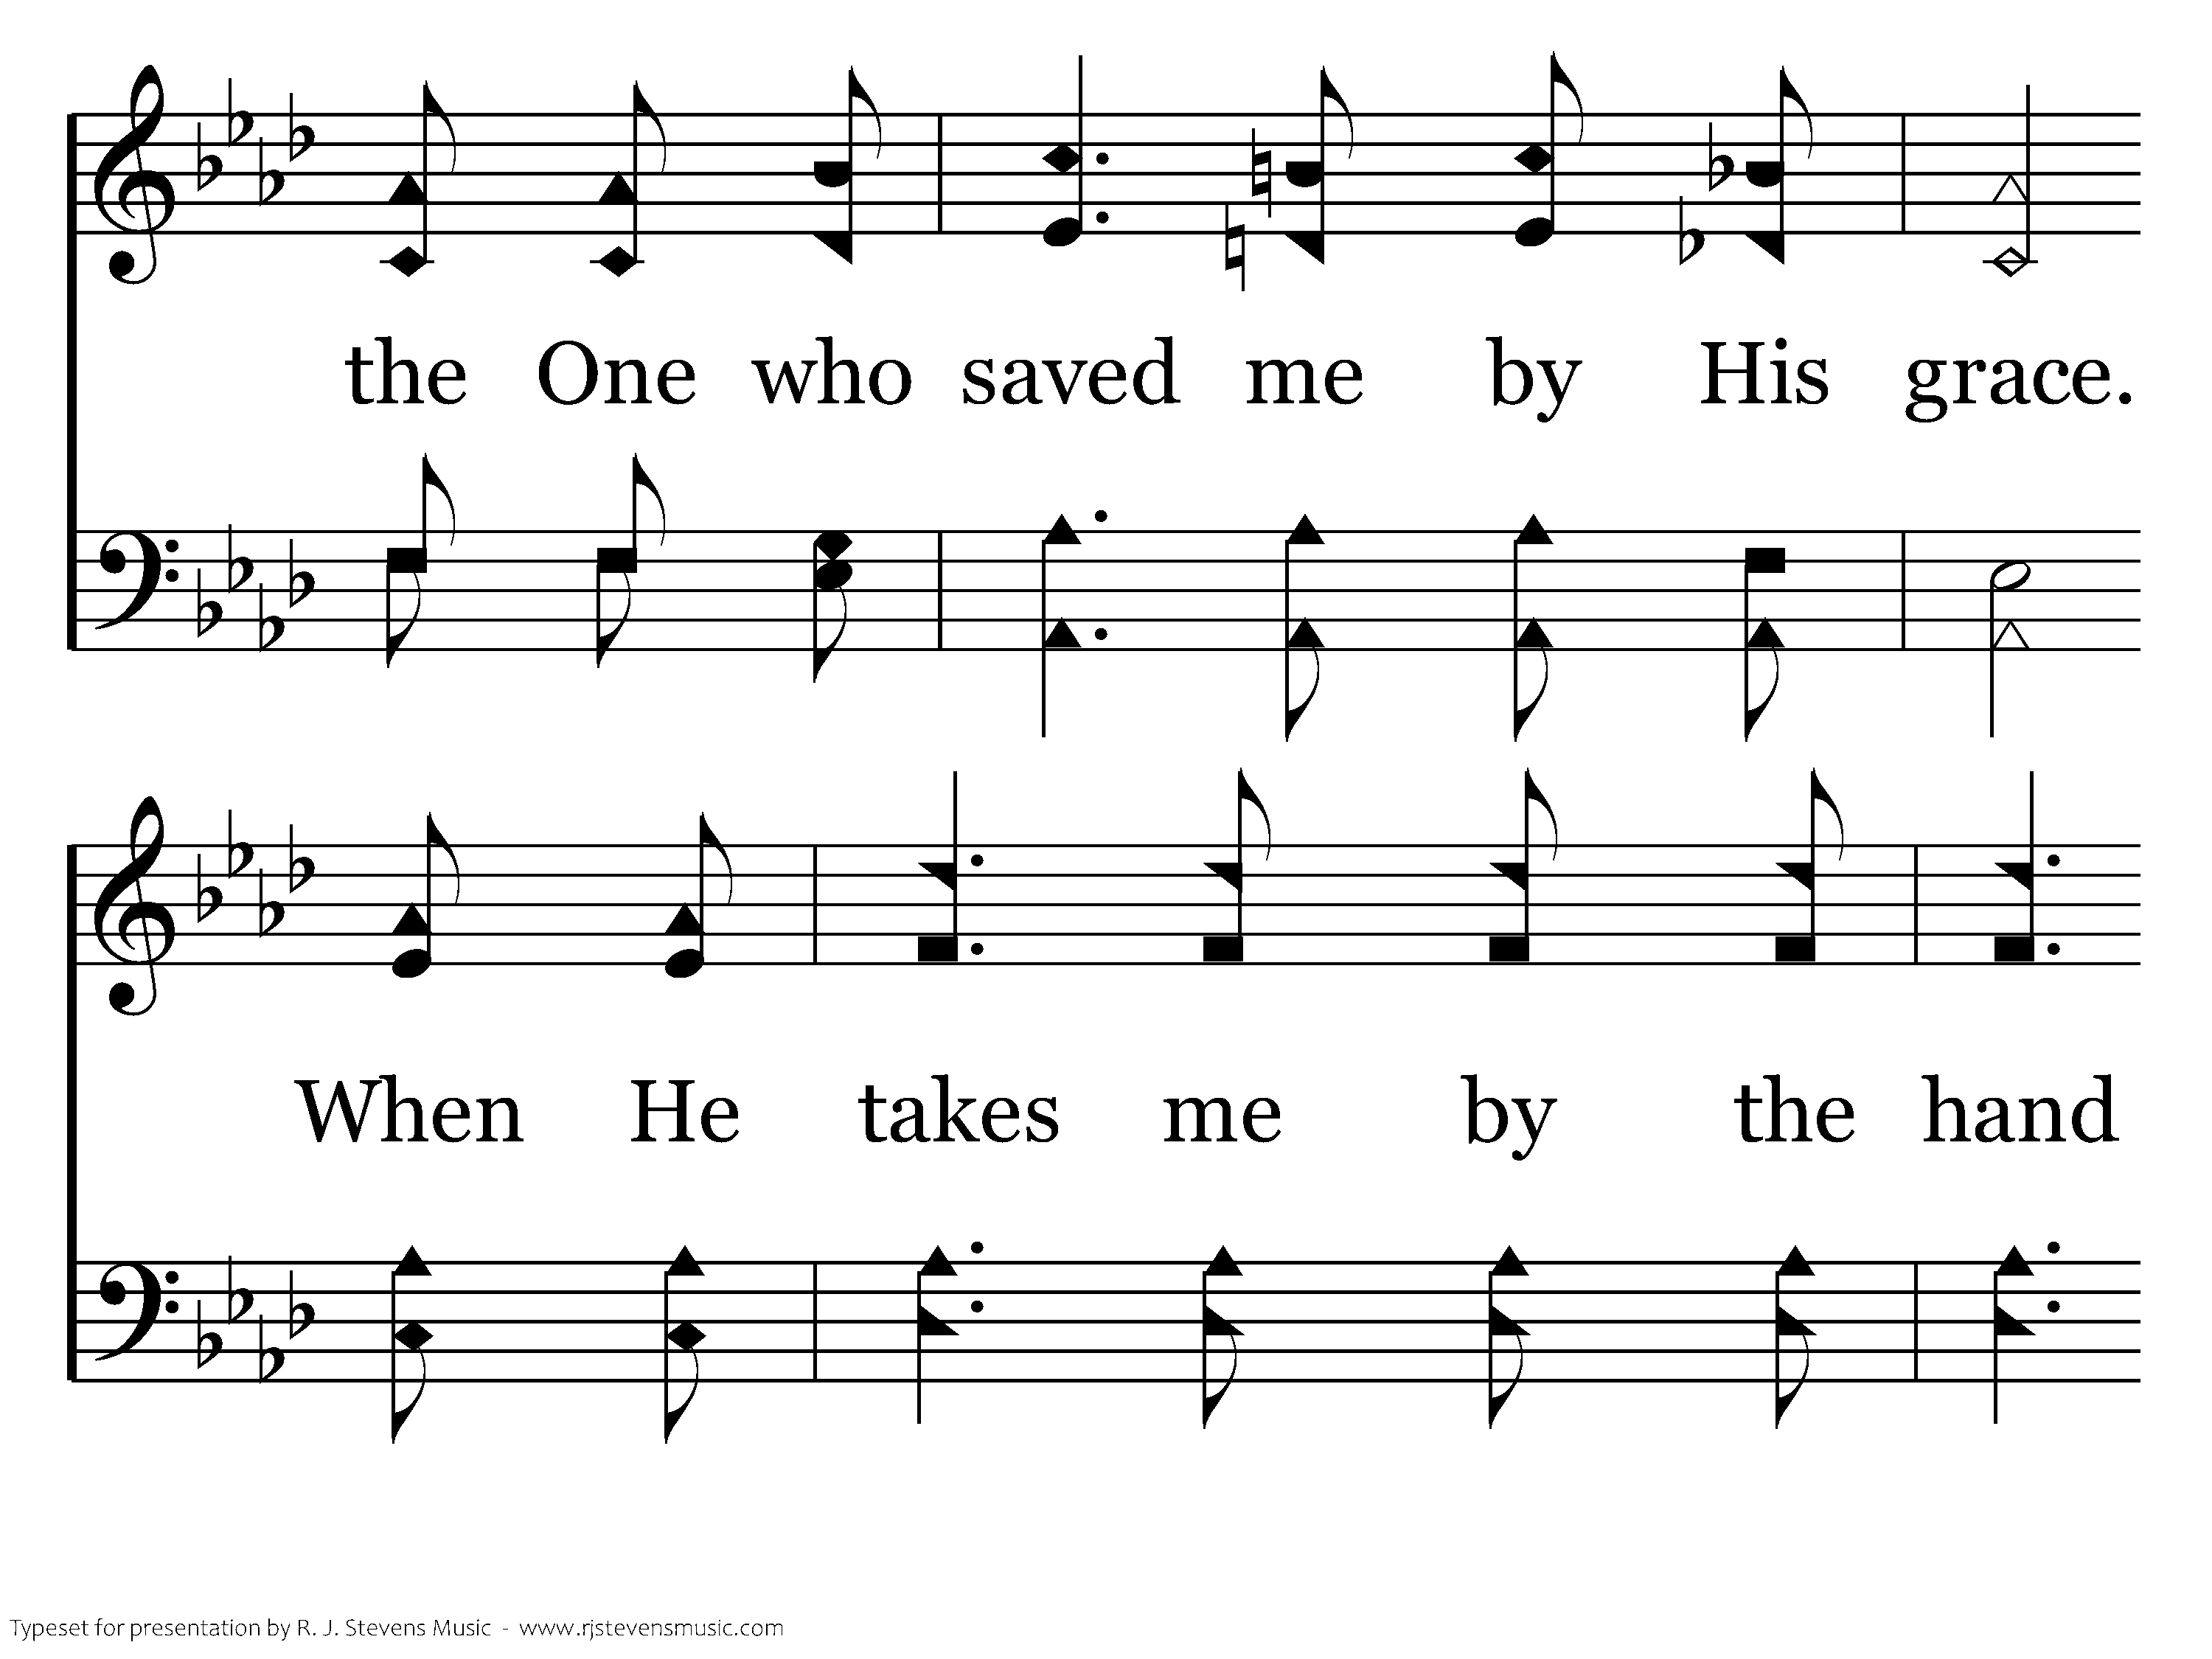 the One who saved me by His grace.
When He takes me by the hand
Typeset for presentation by R. J. Stevens Music - www.rjstevensmusic.com